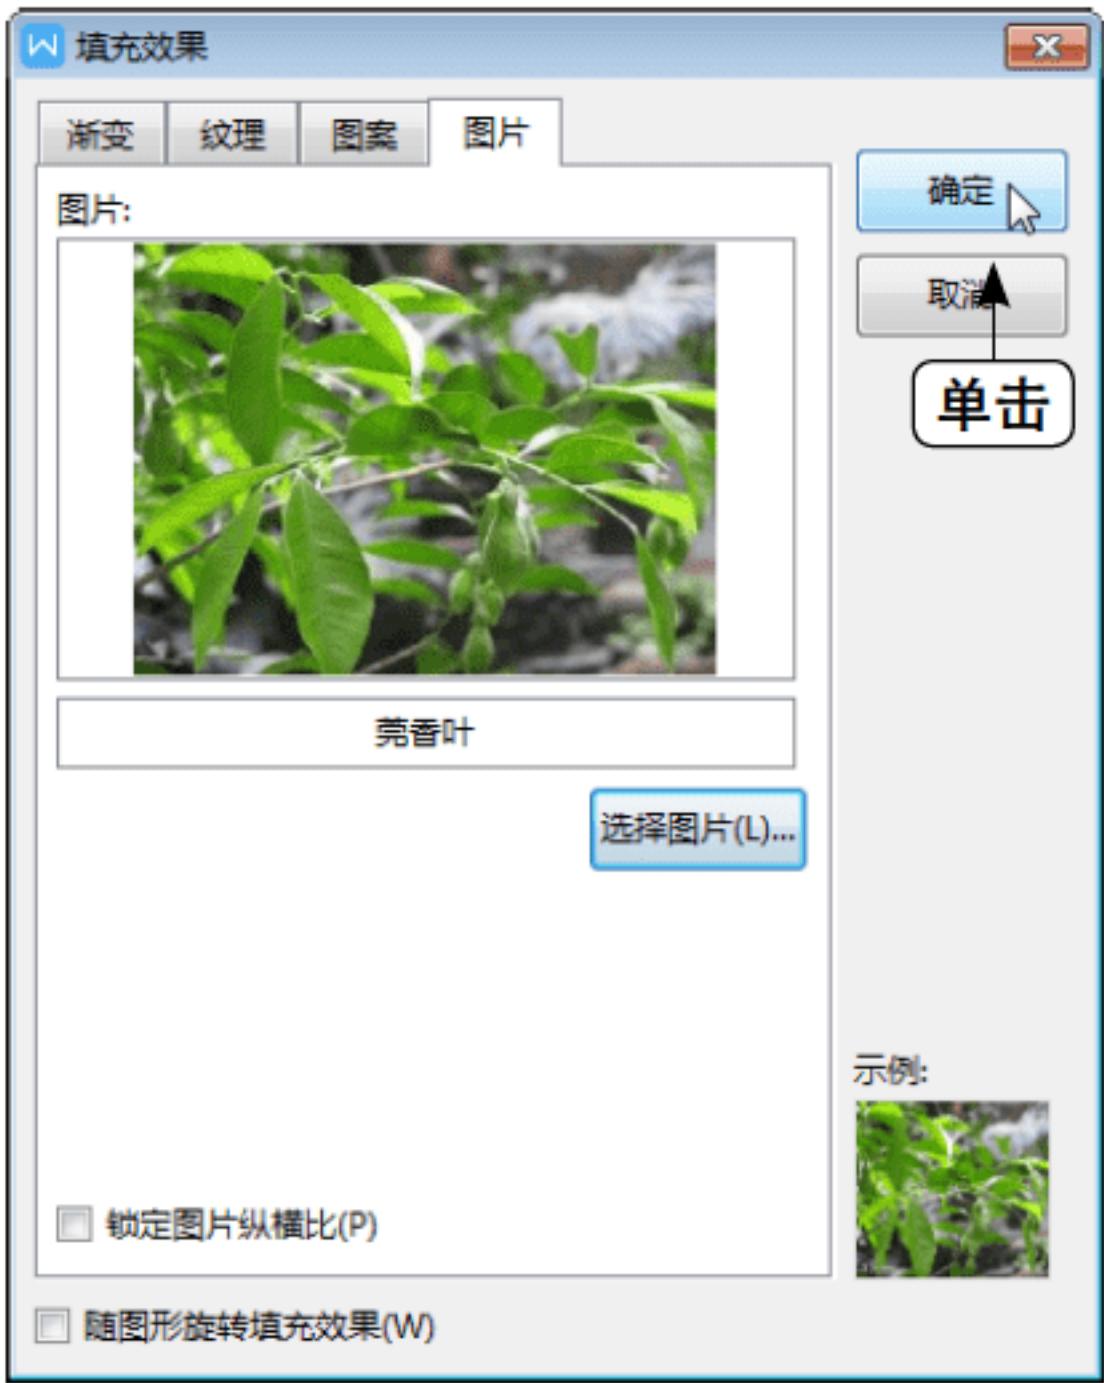 填充效果
渐变 纹理 图案 图片
图片:
确定
取消
单击
莞香叶
选择图片(L)...
示例:
锁定图片纵横比(P)
随图形旋转填充效果(W)